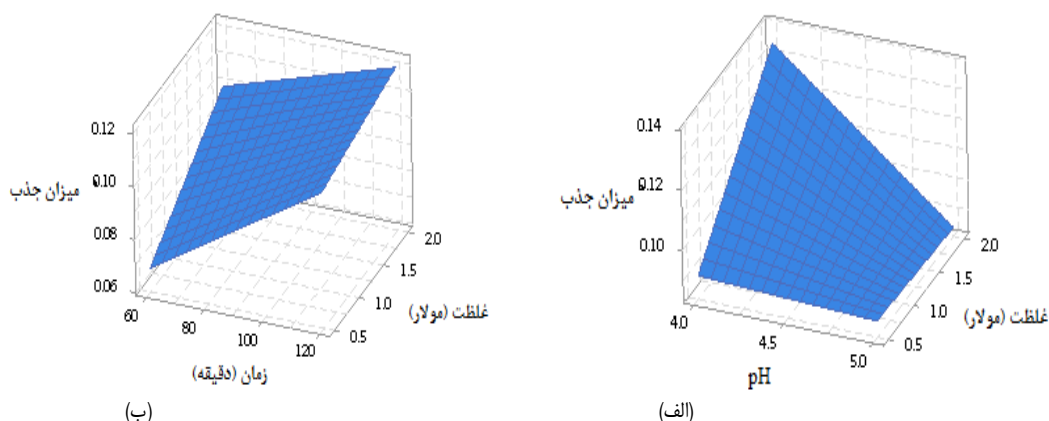 0.14
0.12
0.10
میزان جذب
4.0
4.5
5.0
pH
0.5
1.0
1.5
2.0
غلظت (مولار)
(الف)
0.12
0.10
0.08
0.06
میزان جذب
60
80
100
120
زمان (دقیقه)
0.5
1.0
1.5
2.0
غلظت (مولار)
(ب)